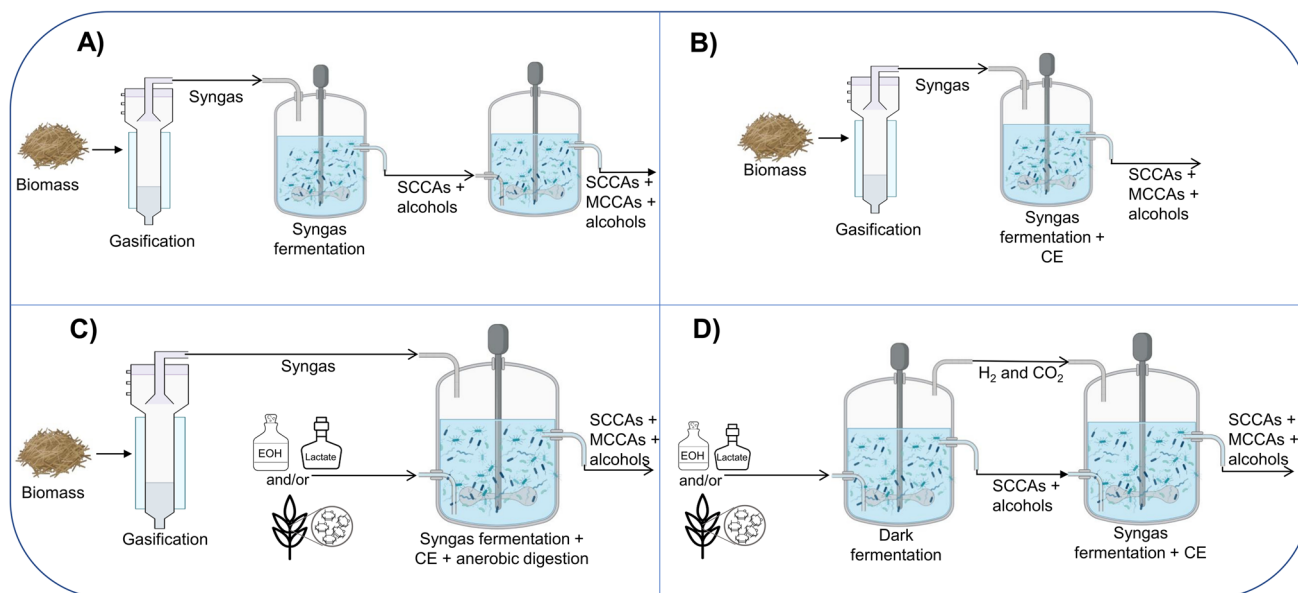 A)
Syngas
Biomass
Gasification
Syngas
fermentation
SCCAs +
alcohols
SCCAs +
MCCAs +
alcohols
B)
Syngas
Biomass
Gasification
Syngas
fermentation +
CE
SCCAs +
MCCAs +
alcohols
C)
Syngas
Biomass
Gasification
EOH
Lactate
and/or
Syngas fermentation +
CE + anerobic digestion
SCCAs +
MCCAs +
alcohols
D)
EOH
Lactate
and/or
Dark
fermentation
H₂ and CO₂
SCCAs +
alcohols
Syngas
fermentation + CE
SCCAs +
MCCAs +
alcohols